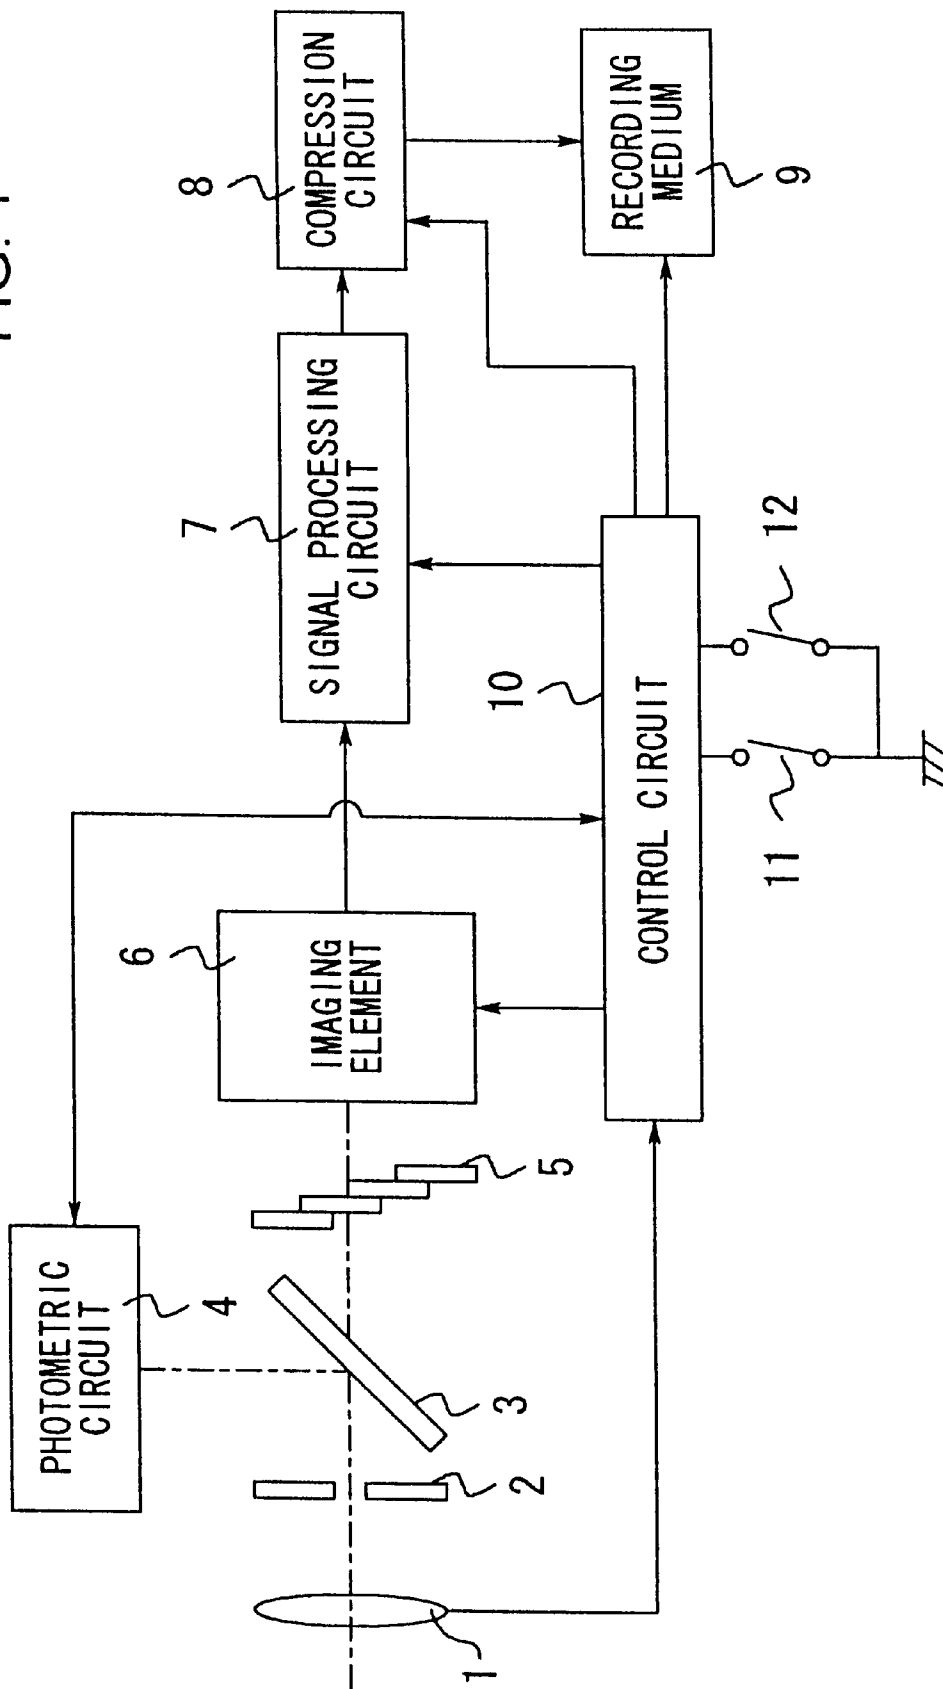 PHOTOMETRIC
CIRCUIT
4
6
7
8
COMPRESSION
CIRCUIT
SIGNAL PROCESSING
CIRCUIT
IMAGING
ELEMENT
RECORDING
MEDIUM
9
1
2
3
5
10
CONTROL CIRCUIT
11
12